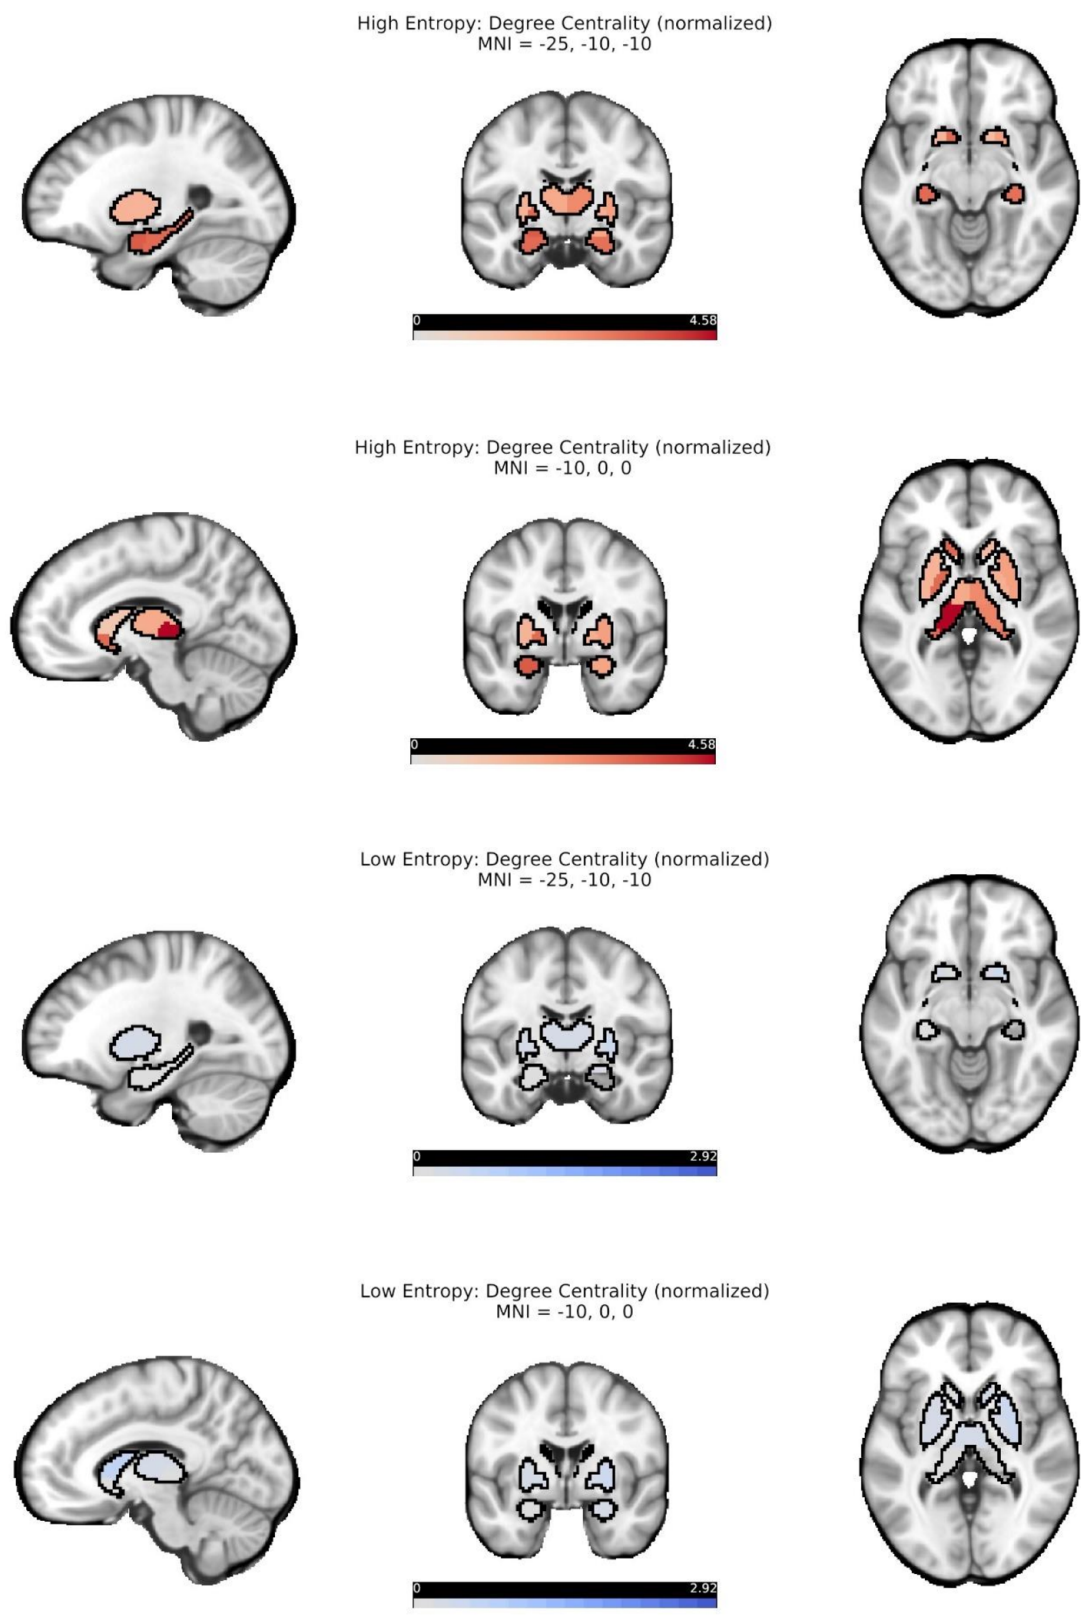 High Entropy: Degree Centrality (normalized)
MNI = -25, -10, -10
0 4.58
High Entropy: Degree Centrality (normalized)
MNI = -10, 0, 0
0 4.58
Low Entropy: Degree Centrality (normalized)
MNI = -25, -10, -10
0 2.92
Low Entropy: Degree Centrality (normalized)
MNI = -10, 0, 0
0 2.92